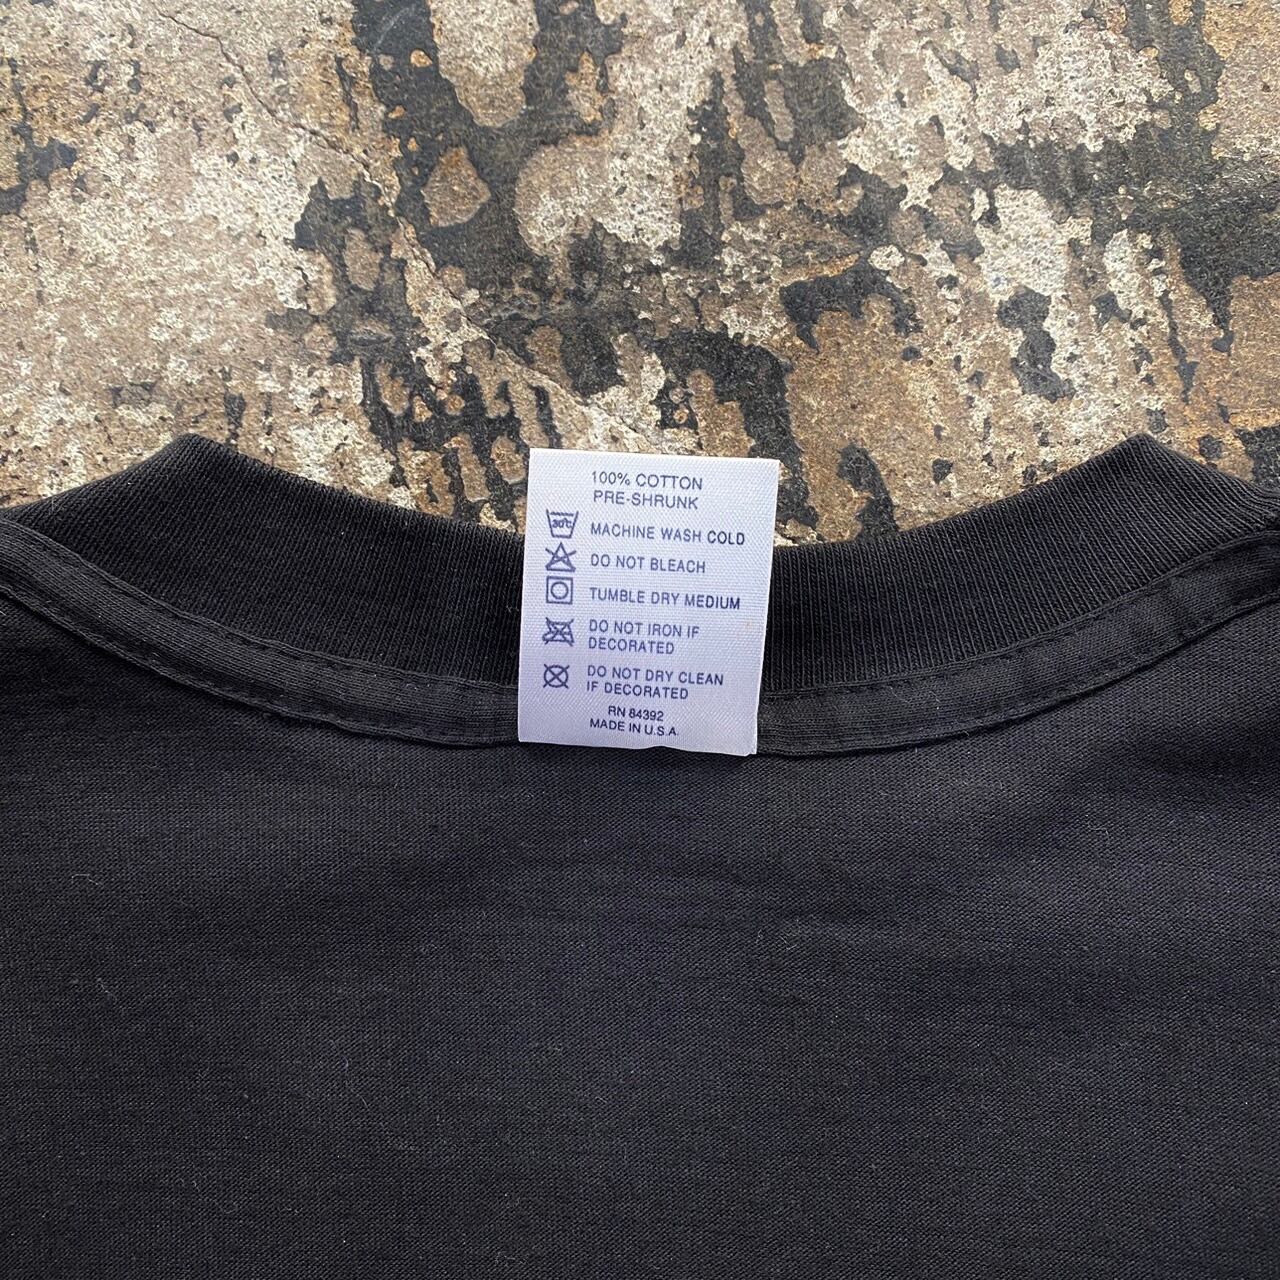 100% COTTON
PRE-SHRUNK
30°C
MACHINE WASH COLD
DO NOT BLEACH
TUMBLE DRY MEDIUM
DO NOT IRON IF
DECORATED
DO NOT DRY CLEAN
IF DECORATED
RN 84392
MADE IN U.S.A.